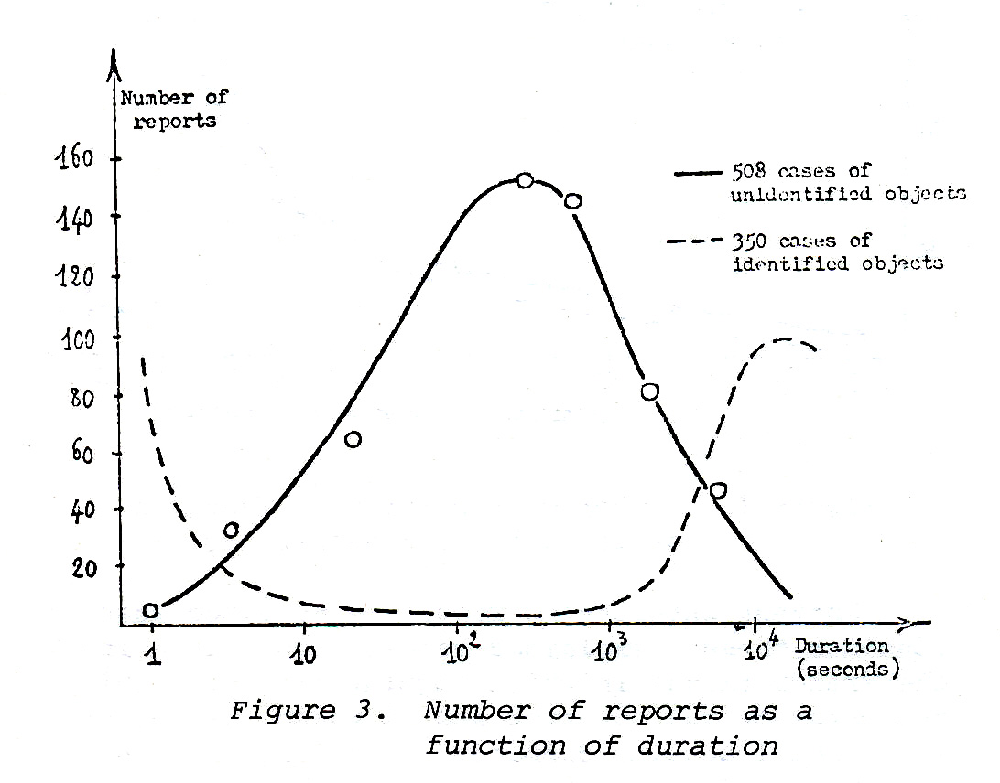 Number of
reports
160
140
120
100
80
60
40
20
508 cases of
unidentified objects
350 cases of
identified objects
1
10
10²
10³
10⁴
Duration
(seconds)
Figure 3. Number of reports as a
function of duration